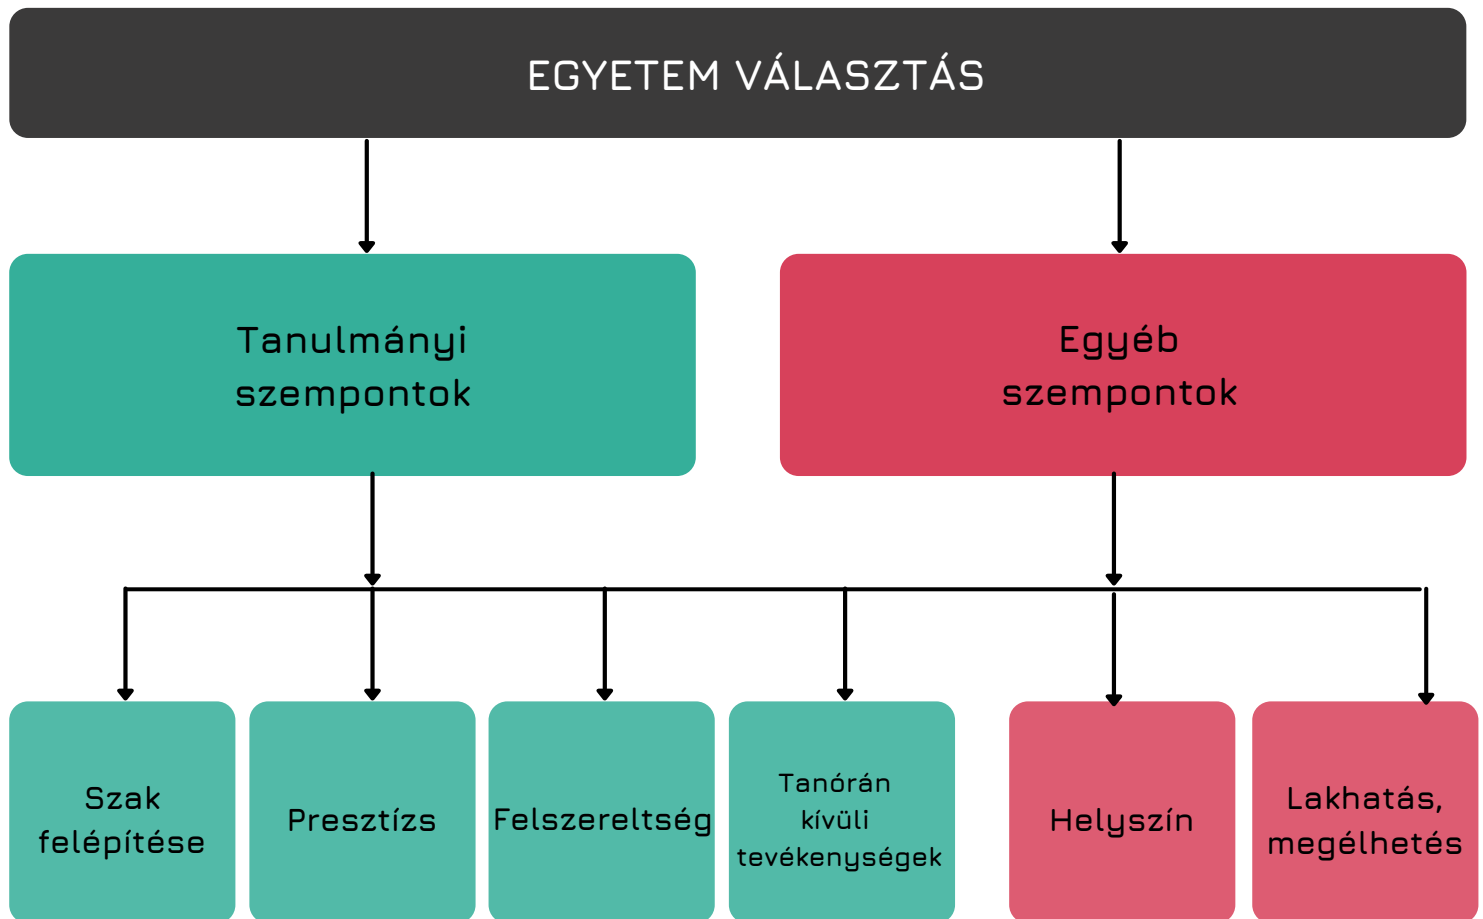 EGYETEM VÁLASZTÁS
Tanulmányi
szempontok
Egyéb
szempontok
Szak
felépítése
Presztízs
Felszereltség
Tanórán
kívüli
tevékenységek
Helyszín
Lakhatás,
megélhetés